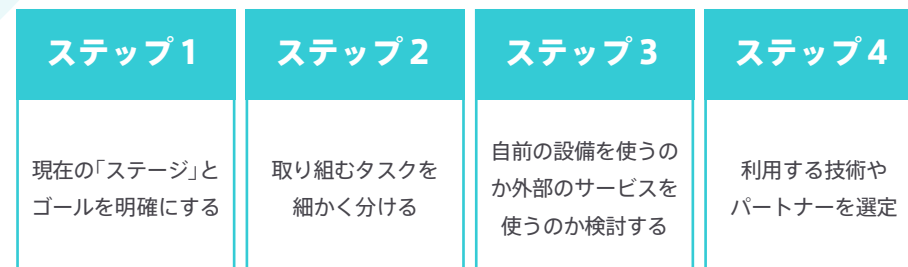 ステップ1
現在の｢ステージ｣と
ゴールを明確にする
ステップ2
取り組むタスクを
細かく分ける
ステップ3
自前の設備を使うの
か外部のサービスを
使うのか検討する
ステップ4
利用する技術や
パートナーを選定